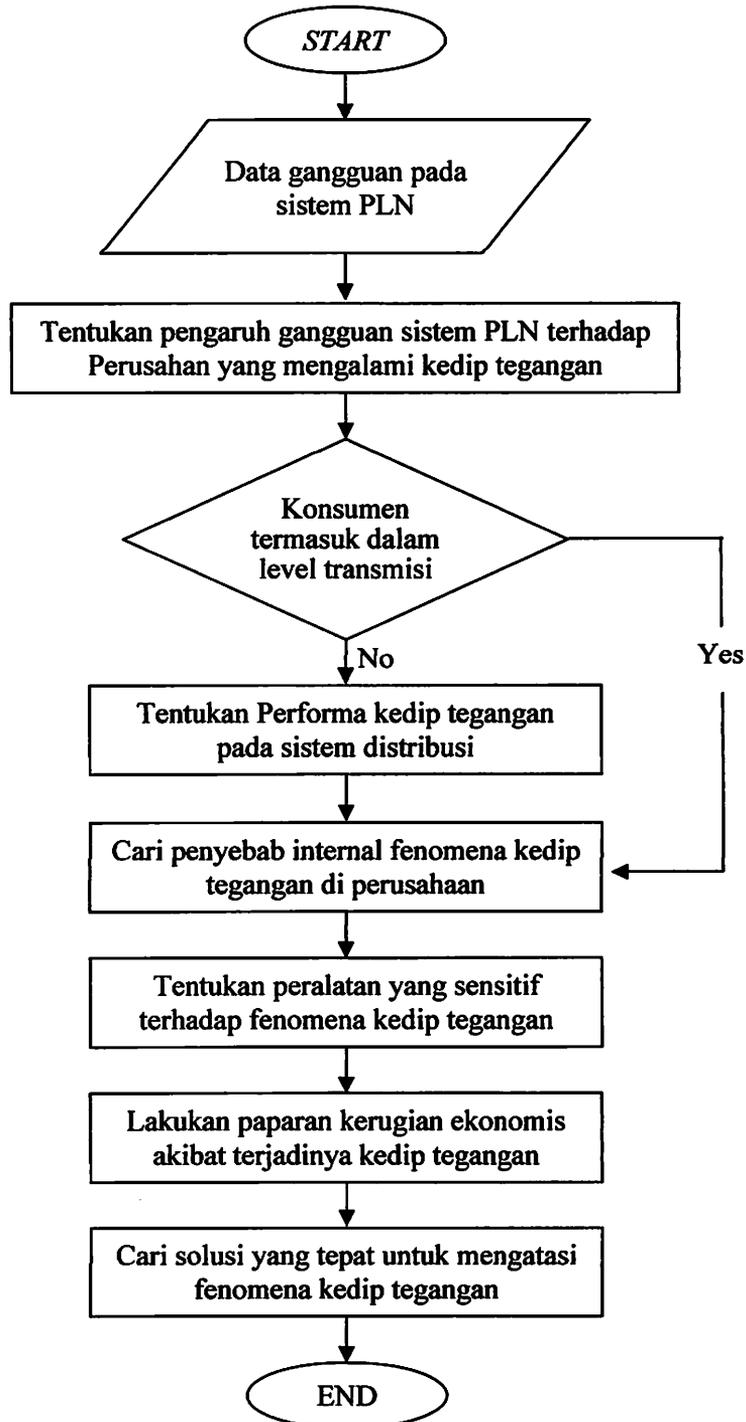 START
Data gangguan pada
sistem PLN
Tentukan pengaruh gangguan sistem PLN terhadap
Perusahan yang mengalami kedip tegangan
Konsumen
termasuk dalam
level transmisi
Yes
No
Tentukan Performa kedip tegangan
pada sistem distribusi
Cari penyebab internal fenomena kedip
tegangan di perusahaan
Tentukan peralatan yang sensitif
terhadap fenomena kedip tegangan
Lakukan paparan kerugian ekonomis
akibat terjadinya kedip tegangan
Cari solusi yang tepat untuk mengatasi
fenomena kedip tegangan
END